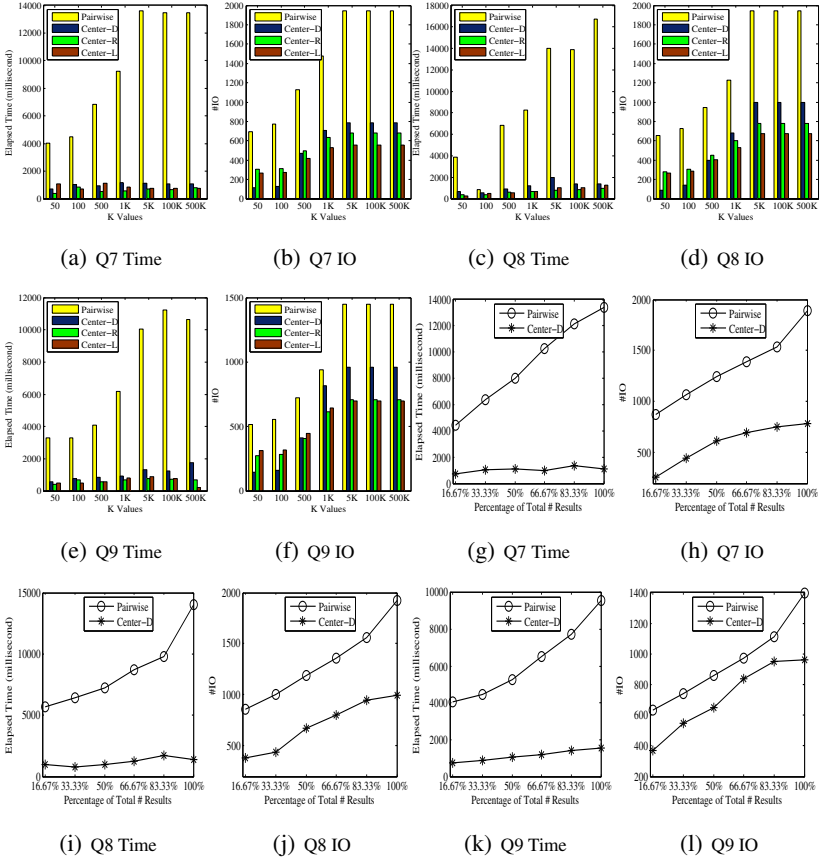 14000
12000
10000
8000
6000
4000
2000
0
Elapsed Time (millisecond)
Pairwise
Center-D
Center-R
Center-L
50 100 500 1K 5K 100K 500K
K Values
(a) Q7 Time
2000
1800
1600
1400
1200
1000
800
600
400
200
0
#IO
Pairwise
Center-D
Center-R
Center-L
50 100 500 1K 5K 100K 500K
K Values
(b) Q7 IO
18000
16000
14000
12000
10000
8000
6000
4000
2000
0
Elapsed Time (millisecond)
Pairwise
Center-D
Center-R
Center-L
50 100 500 1K 5K 100K 500K
K Values
(c) Q8 Time
2000
1800
1600
1400
1200
1000
800
600
400
200
0
#IO
Pairwise
Center-D
Center-R
Center-L
50 100 500 1K 5K 100K 500K
K Values
(d) Q8 IO
12000
10000
8000
6000
4000
2000
0
Elapsed Time (millisecond)
Pairwise
Center-D
Center-R
Center-L
50 100 500 1K 5K 100K 500K
K Values
(e) Q9 Time
1500
1000
500
0
#IO
Pairwise
Center-D
Center-R
Center-L
50 100 500 1K 5K 100K 500K
K Values
(f) Q9 IO
14000
12000
10000
8000
6000
4000
2000
0
Elapsed Time (millisecond)
Pairwise
Center-D
16.67% 33.33% 50% 66.67% 83.33% 100%
Percentage of Total # Results
(g) Q7 Time
2000
1500
1000
500
#IO
Pairwise
Center-D
16.67% 33.33% 50% 66.67% 83.33% 100%
Percentage of Total # Results
(h) Q7 IO
15000
10000
5000
0
Elapsed Time (millisecond)
Pairwise
Center-D
16.67% 33.33% 50% 66.67% 83.33% 100%
Percentage of Total # Results
(i) Q8 Time
2000
1500
1000
500
#IO
Pairwise
Center-D
16.67% 33.33% 50% 66.67% 83.33% 100%
Percentage of Total # Results
(j) Q8 IO
10000
8000
6000
4000
2000
0
Elapsed Time (millisecond)
Pairwise
Center-D
16.67% 33.33% 50% 66.67% 83.33% 100%
Percentage of Total # Results
(k) Q9 Time
1400
1200
1000
800
600
400
200
#IO
Pairwise
Center-D
16.67% 33.33% 50% 66.67% 83.33% 100%
Percentage of Total # Results
(l) Q9 IO